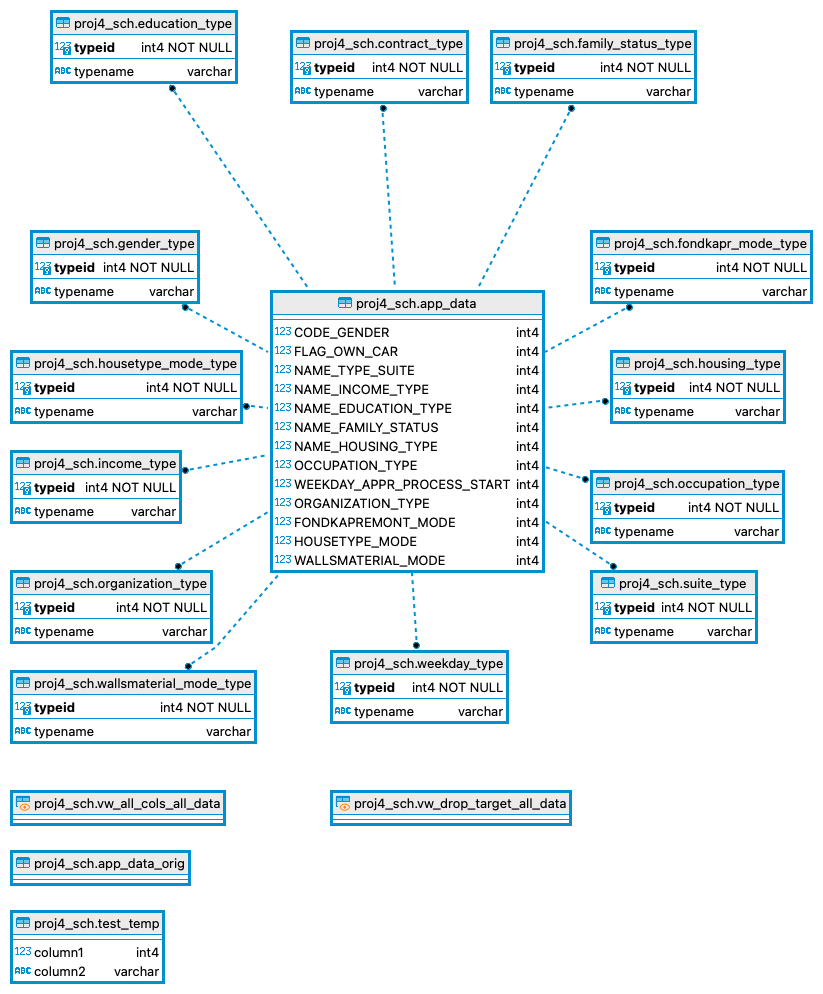 proj4_sch.education_type
123 typeid int4 NOT NULL
ABC typename varchar
proj4_sch.contract_type
123 typeid int4 NOT NULL
ABC typename varchar
proj4_sch.family_status_type
123 typeid int4 NOT NULL
ABC typename varchar
proj4_sch.gender_type
123 typeid int4 NOT NULL
ABC typename varchar
proj4_sch.fondkapr_mode_type
123 typeid int4 NOT NULL
ABC typename varchar
proj4_sch.app_data
123 CODE_GENDER int4
123 FLAG_OWN_CAR int4
123 NAME_TYPE_SUITE int4
123 NAME_INCOME_TYPE int4
123 NAME_EDUCATION_TYPE int4
123 NAME_FAMILY_STATUS int4
123 NAME_HOUSING_TYPE int4
123 OCCUPATION_TYPE int4
123 WEEKDAY_APPR_PROCESS_START int4
123 ORGANIZATION_TYPE int4
123 FONDKAPREMONT_MODE int4
123 HOUSETYPE_MODE int4
123 WALLSMATERIAL_MODE int4
proj4_sch.housetype_mode_type
123 typeid int4 NOT NULL
ABC typename varchar
proj4_sch.housing_type
123 typeid int4 NOT NULL
ABC typename varchar
proj4_sch.income_type
123 typeid int4 NOT NULL
ABC typename varchar
proj4_sch.occupation_type
123 typeid int4 NOT NULL
ABC typename varchar
proj4_sch.organization_type
123 typeid int4 NOT NULL
ABC typename varchar
proj4_sch.suite_type
123 typeid int4 NOT NULL
ABC typename varchar
proj4_sch.wallsmaterial_mode_type
123 typeid int4 NOT NULL
ABC typename varchar
proj4_sch.weekday_type
123 typeid int4 NOT NULL
ABC typename varchar
proj4_sch.vw_all_cols_all_data
proj4_sch.vw_drop_target_all_data
proj4_sch.app_data_orig
proj4_sch.test_temp
123 column1 int4
ABC column2 varchar